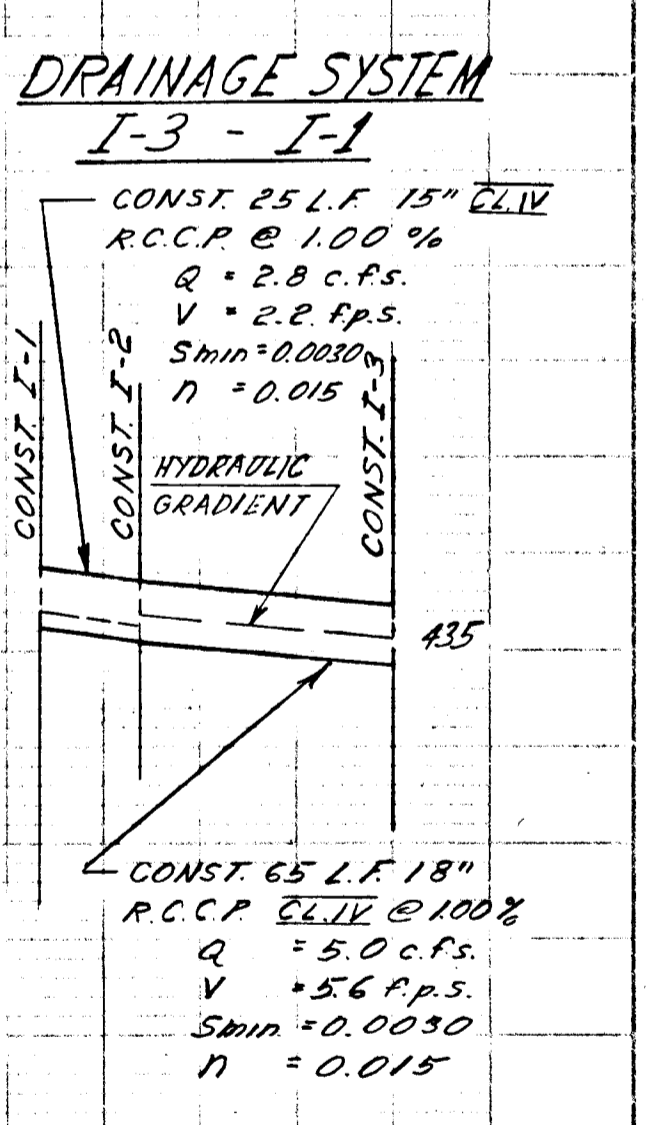 DRAINAGE SYSTEM
I-3 - I-1
CONST. 25 L.F. 15" CL.IV
R.C.C.P. @ 1.00 %
Q = 2.8 c.f.s.
V = 2.2. f.p.s.
Smin = 0.0030
n = 0.015
CONST. I-1
CONST. I-2
CONST. I-3
HYDRAULIC
GRADIENT
435
CONST. 65 L.F. 18"
R.C.C.P. CL.IV @ 1.00%
Q = 5.0 c.f.s.
V = 5.6 f.p.s.
Smin = 0.0030
n = 0.015